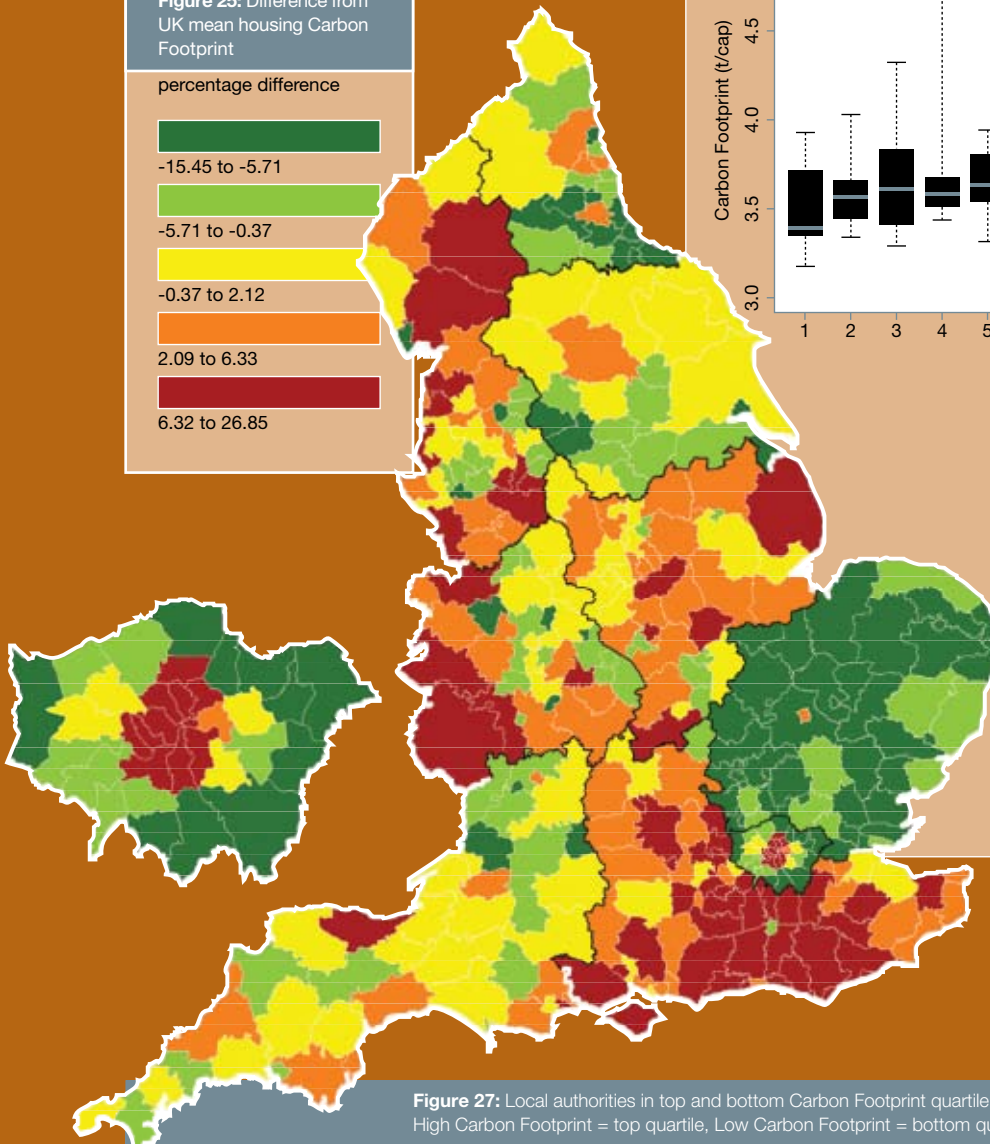 Figure 25: Difference from
UK mean housing Carbon
Footprint
percentage difference
-15.45 to -5.71
-5.71 to -0.37
-0.37 to 2.12
2.09 to 6.33
6.32 to 26.85
Carbon Footprint (t/cap)
4.5
4.0
3.5
3.0
1 2 3 4 5
Figure 27: Local authorities in top and bottom Carbon Footprint quartile
High Carbon Footprint = top quartile, Low Carbon Footprint = bottom qu